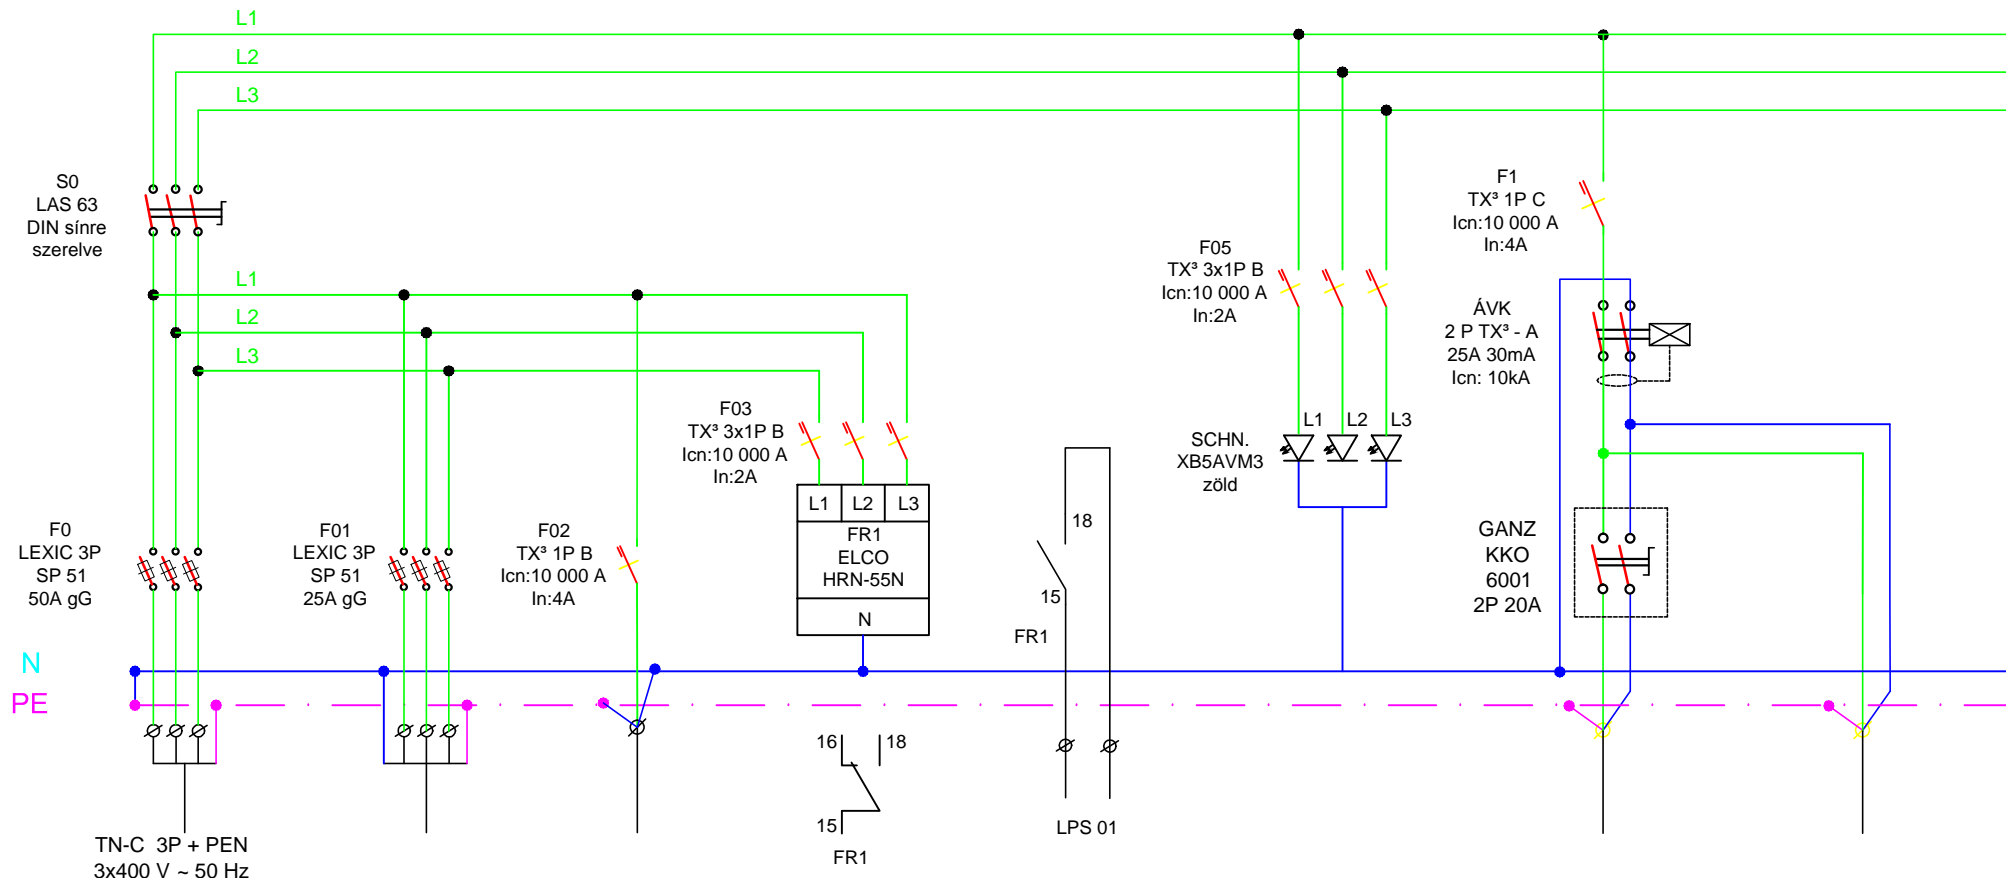 L1
L2
L3
S0
LAS 63
DIN sínre
szerelve
L1
L2
L3
F0
LEXIC 3P
SP 51
50A gG
F01
LEXIC 3P
SP 51
25A gG
F02
TX³ 1P B
Icn:10 000 A
In:4A
F03
TX³ 3x1P B
Icn:10 000 A
In:2A
L1 L2 L3
FR1
ELCO
HRN-55N
N
18
15
FR1
F05
TX³ 3x1P B
Icn:10 000 A
In:2A
L1 L2 L3
SCHN.
XB5AVM3
zöld
F1
TX³ 1P C
Icn:10 000 A
In:4A
ÁVK
2 P TX³ - A
25A 30mA
Icn: 10kA
GANZ
KKO
6001
2P 20A
N
PE
16 18
15
FR1
LPS 01
TN-C 3P + PEN
3x400 V ~ 50 Hz